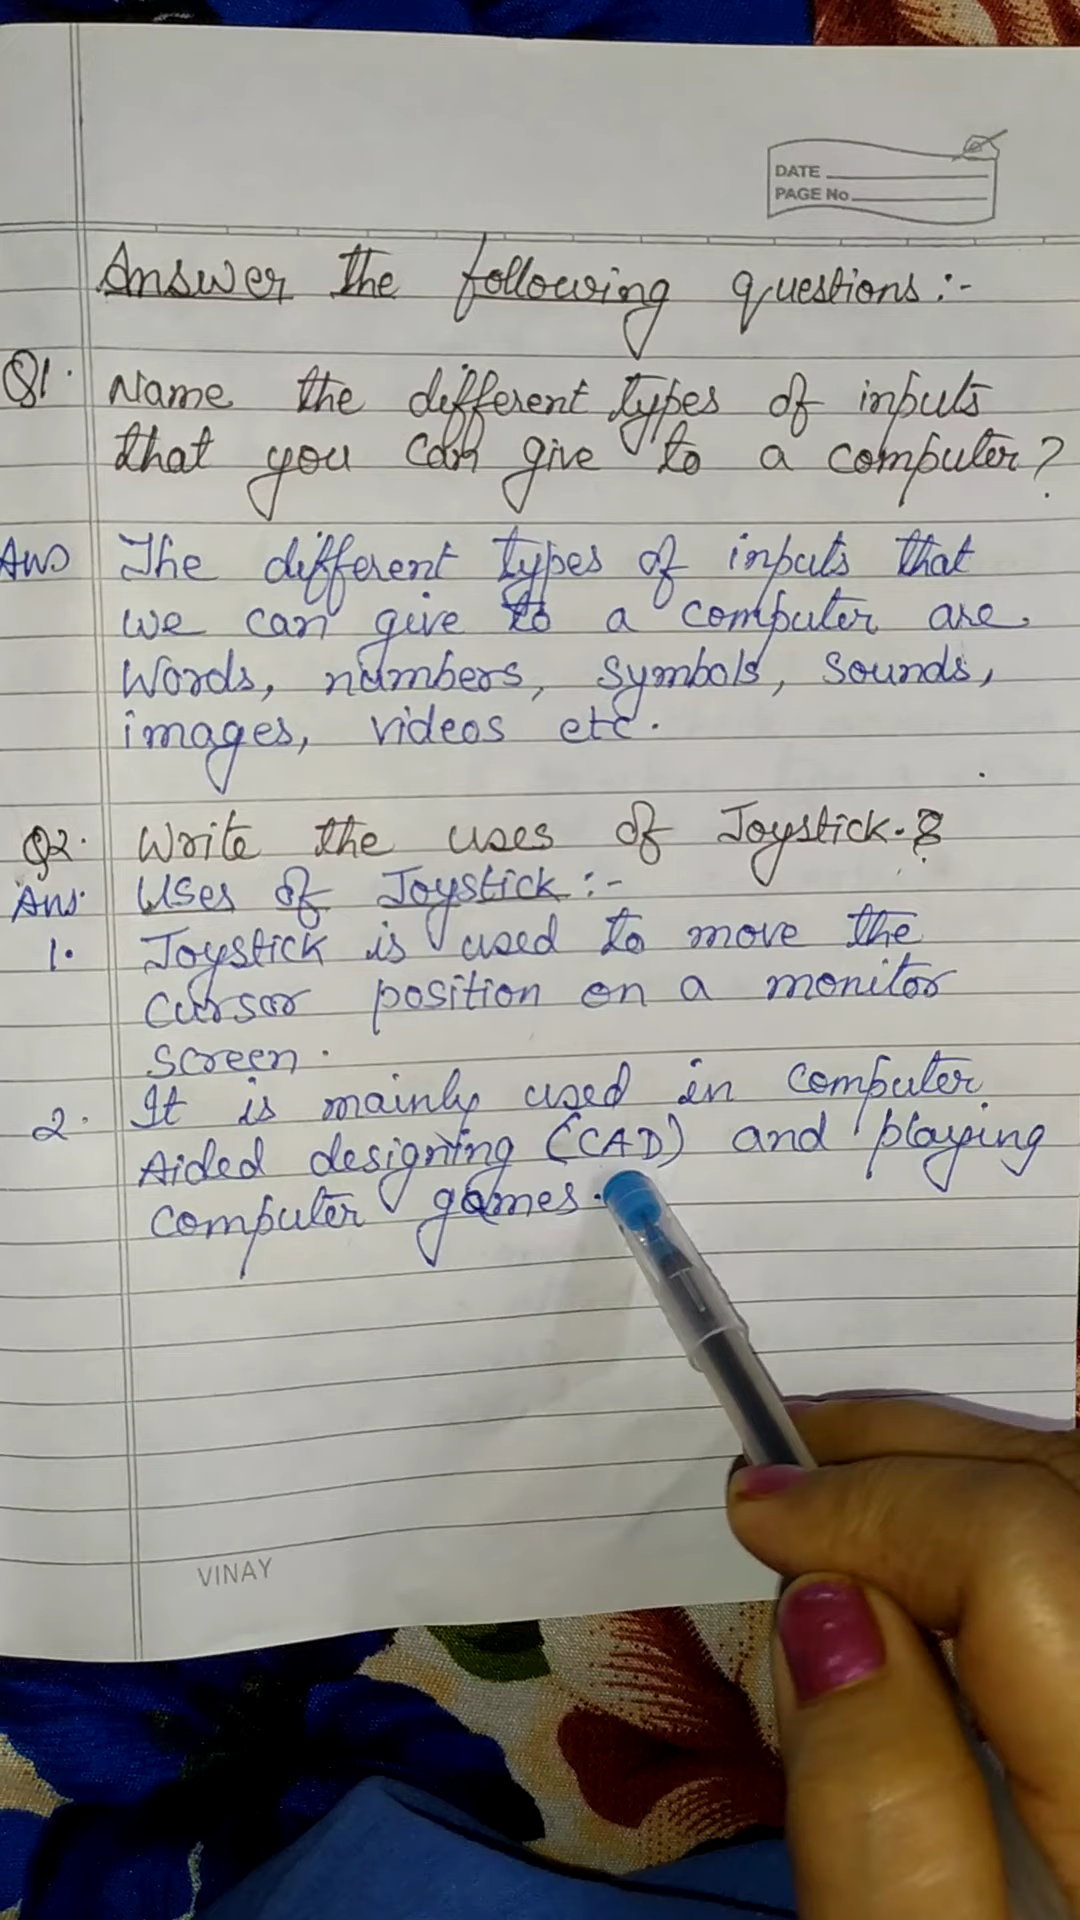 DATE
PAGE No.
Answer the following questions:-
Q1. Name the different types of inputs
that you can give to a computer?
Ans The different types of inputs that
we can give to a computer are
Words, numbers, symbols, sounds,
images, videos etc.
Q2. Write the uses of Joystick.?
Ans. Uses of Joystick:-
1. Joystick is used to move the
cursor position on a monitor
screen.
2. It is mainly used in computer
Aided designing (CAD) and playing
computer games.
VINAY